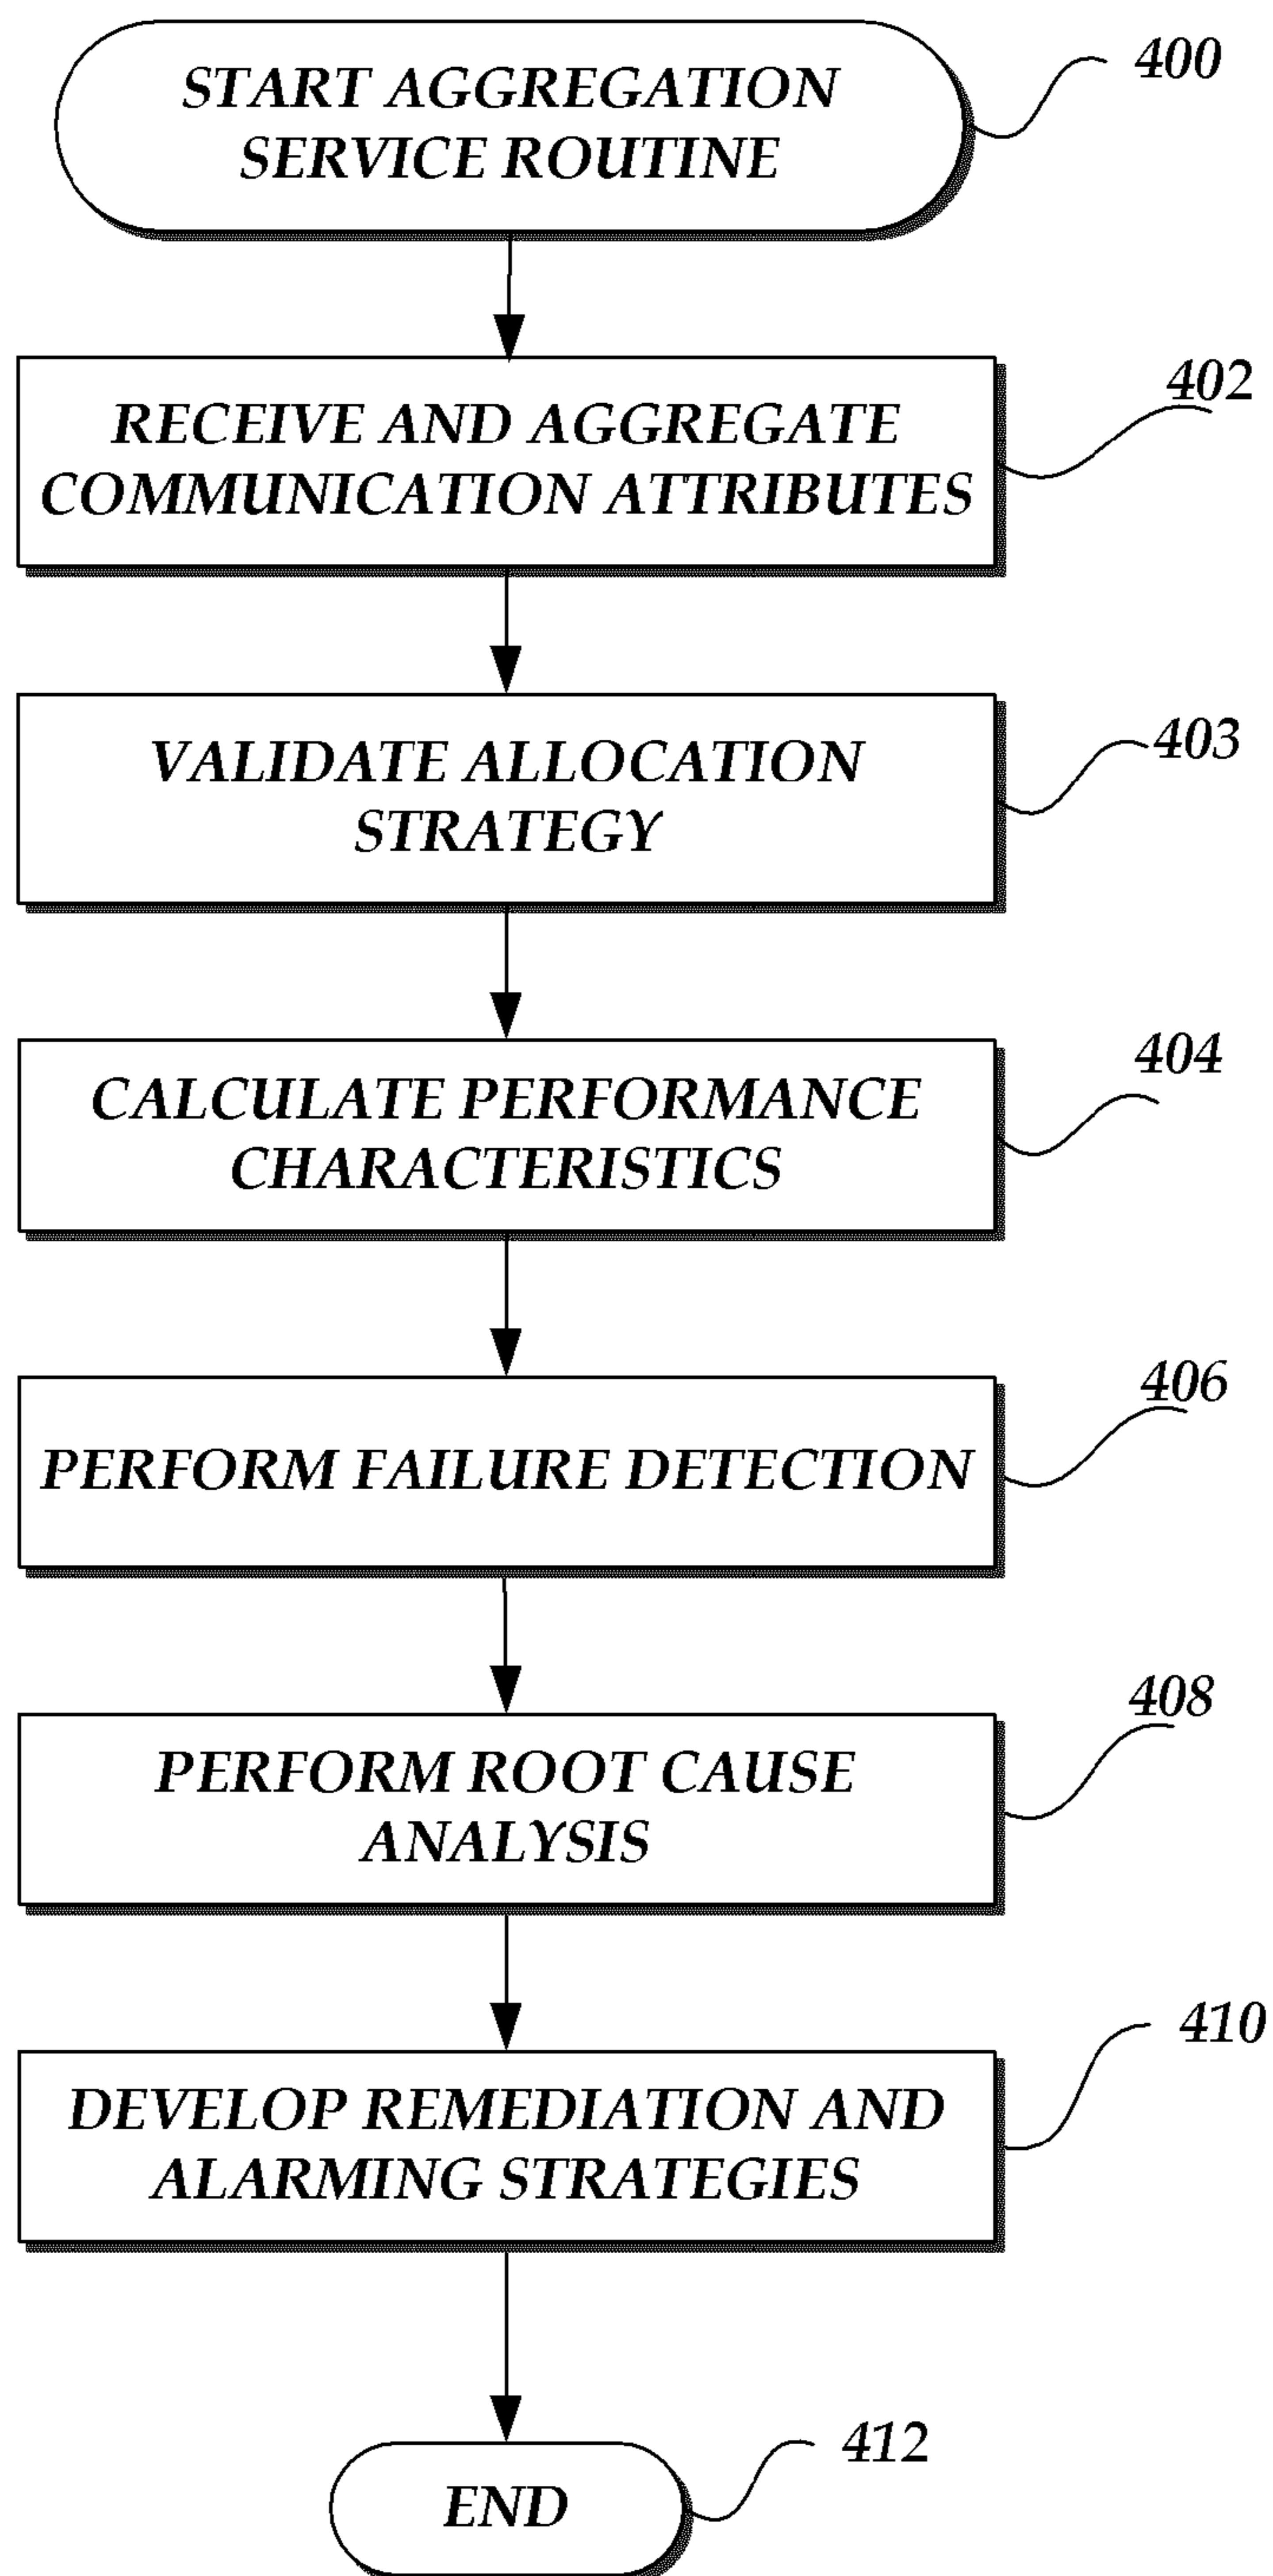 START AGGREGATION
SERVICE ROUTINE
400
RECEIVE AND AGGREGATE
COMMUNICATION ATTRIBUTES
402
VALIDATE ALLOCATION
STRATEGY
403
CALCULATE PERFORMANCE
CHARACTERISTICS
404
PERFORM FAILURE DETECTION
406
PERFORM ROOT CAUSE
ANALYSIS
408
DEVELOP REMEDIATION AND
ALARMING STRATEGIES
410
END
412